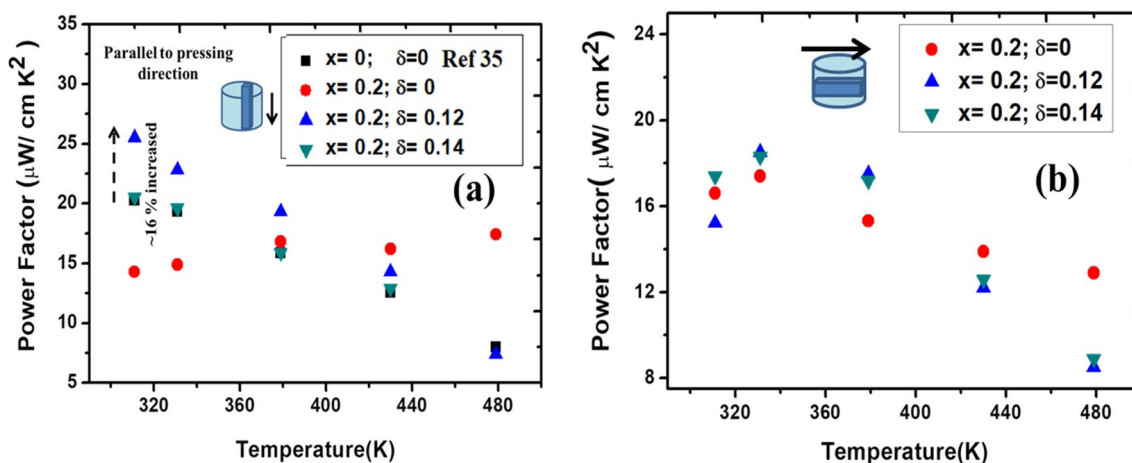 35
30
25
20
15
10
5
Power Factor (μW/ cm K²)
Parallel to pressing
direction
~16 % increased
x= 0; δ=0 Ref 35
x= 0.2; δ= 0
x= 0.2; δ= 0.12
x= 0.2; δ= 0.14
(a)
320 360 400 440 480
Temperature(K)
24
20
16
12
8
Power Factor( μW/cm K²)
x= 0.2; δ=0
x= 0.2; δ=0.12
x= 0.2; δ=0.14
(b)
320 360 400 440 480
Temperature(K)